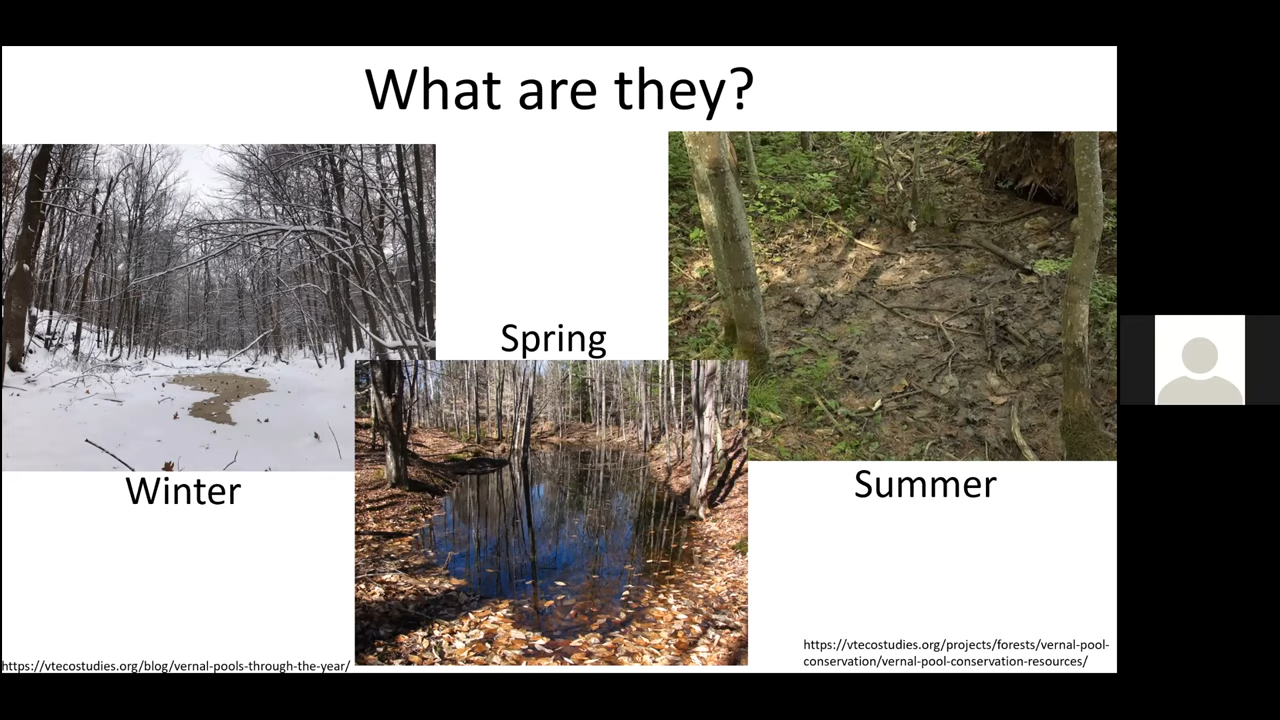 What are they?
Spring
Winter
Summer
https://vtecostudies.org/projects/forests/vernal-pool-
conservation/vernal-pool-conservation-resources/
https://vtecostudies.org/blog/vernal-pools-through-the-year/